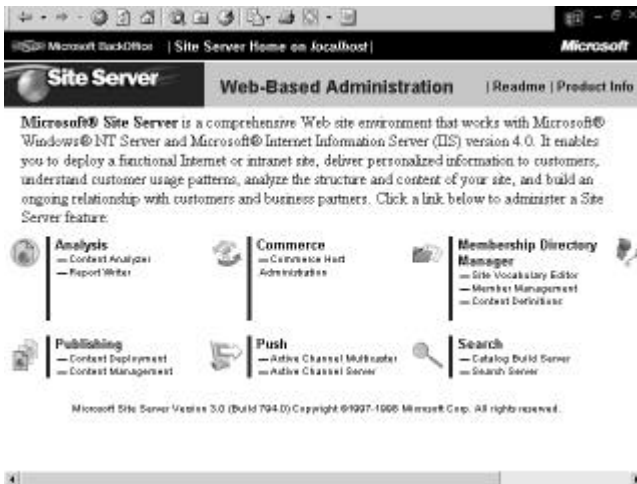 Microsoft BackOffice | Site Server Home on localhost | Microsoft
Site Server Web-Based Administration | Readme | Product Info
Microsoft® Site Server is a comprehensive Web site environment that works with Microsoft®
Windows® NT Server and Microsoft® Internet Information Server (IIS) version 4.0. It enables
you to deploy a functional Internet or intranet site, deliver personalized information to customers,
understand customer usage patterns, analyze the structure and content of your site, and build an
ongoing relationship with customers and business partners. Click a link below to administer a Site
Server feature:
Analysis
— Content Analyzer
— Report Writer
Commerce
— Commerce Host
Administration
Membership Directory
Manager
— Site Vocabulary Editor
— Member Management
— Content Definitions
Publishing
— Content Deployment
— Content Management
Push
— Active Channel Multicaster
— Active Channel Server
Search
— Catalog Build Server
— Search Server
Microsoft Site Server Version 3.0 (Build 794.0) Copyright ©1997-1998 Microsoft Corp. All rights reserved.